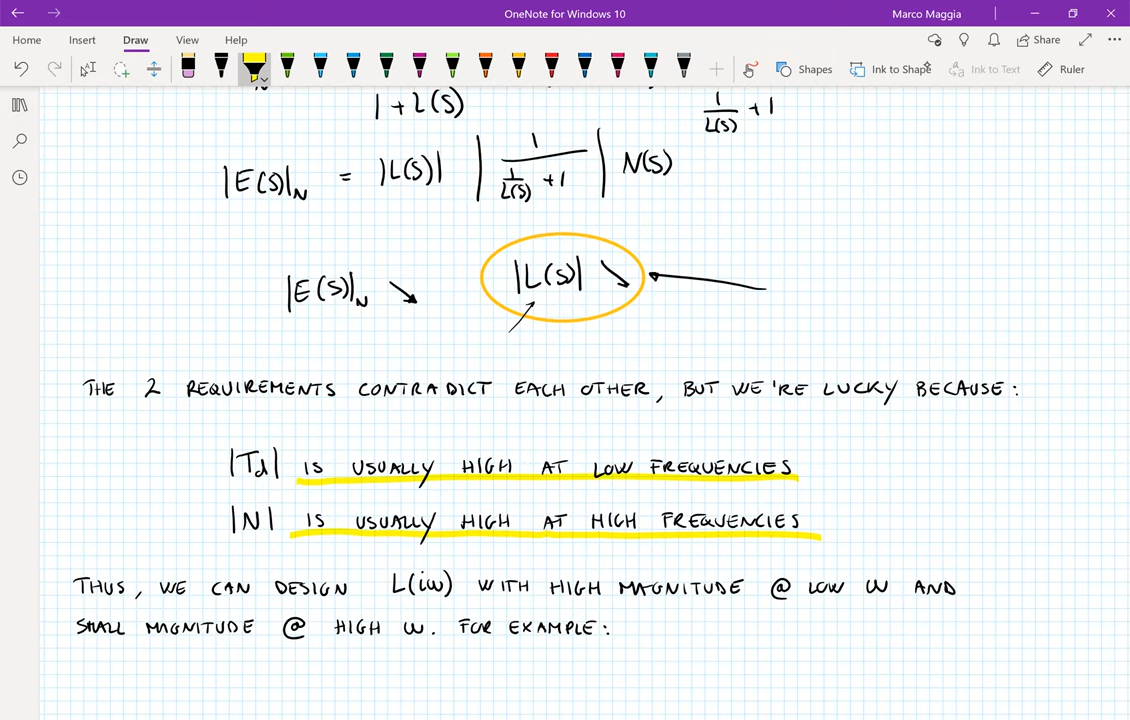 OneNote for Windows 10
Marco Maggia
Home Insert Draw View Help
Share
Shapes
Ink to Shape
Ink to Text
Ruler
N
1 + L(S)
1
L(S) + 1
|E(S)|N = |L(S)| | 1 | N(S)
1
L(S) + 1
|E(S)|N ↘ |L(S)| ↘
THE 2 REQUIREMENTS CONTRADICT EACH OTHER, BUT WE'RE LUCKY BECAUSE:
|Td| IS USUALLY HIGH AT LOW FREQUENCIES
|N| IS USUALLY HIGH AT HIGH FREQUENCIES
THUS, WE CAN DESIGN L(iω) WITH HIGH MAGNITUDE @ LOW ω AND
SMALL MAGNITUDE @ HIGH ω. FOR EXAMPLE: